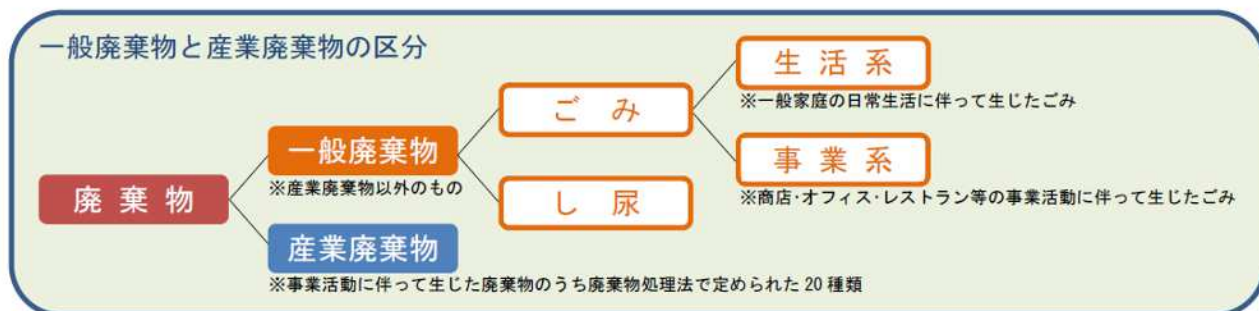 一般廃棄物と産業廃棄物の区分
生活系
※一般家庭の日常生活に伴って生じたごみ
ごみ
一般廃棄物
※産業廃棄物以外のもの
事業系
※商店・オフィス・レストラン等の事業活動に伴って生じたごみ
廃棄物
し尿
産業廃棄物
※事業活動に伴って生じた廃棄物のうち廃棄物処理法で定められた20種類